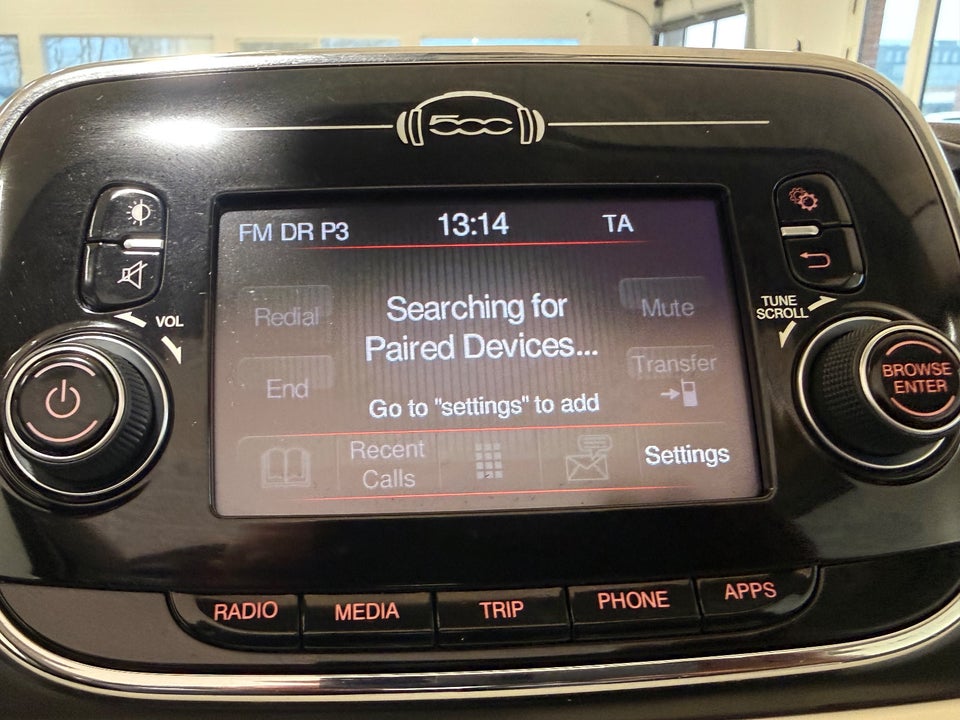 500
FM DR P3
13:14
TA
Redial
Searching for
Paired Devices...
Mute
End
Transfer
Go to "settings" to add
Recent
Calls
Settings
VOL
TUNE
SCROLL
BROWSE
ENTER
RADIO
MEDIA
TRIP
PHONE
APPS